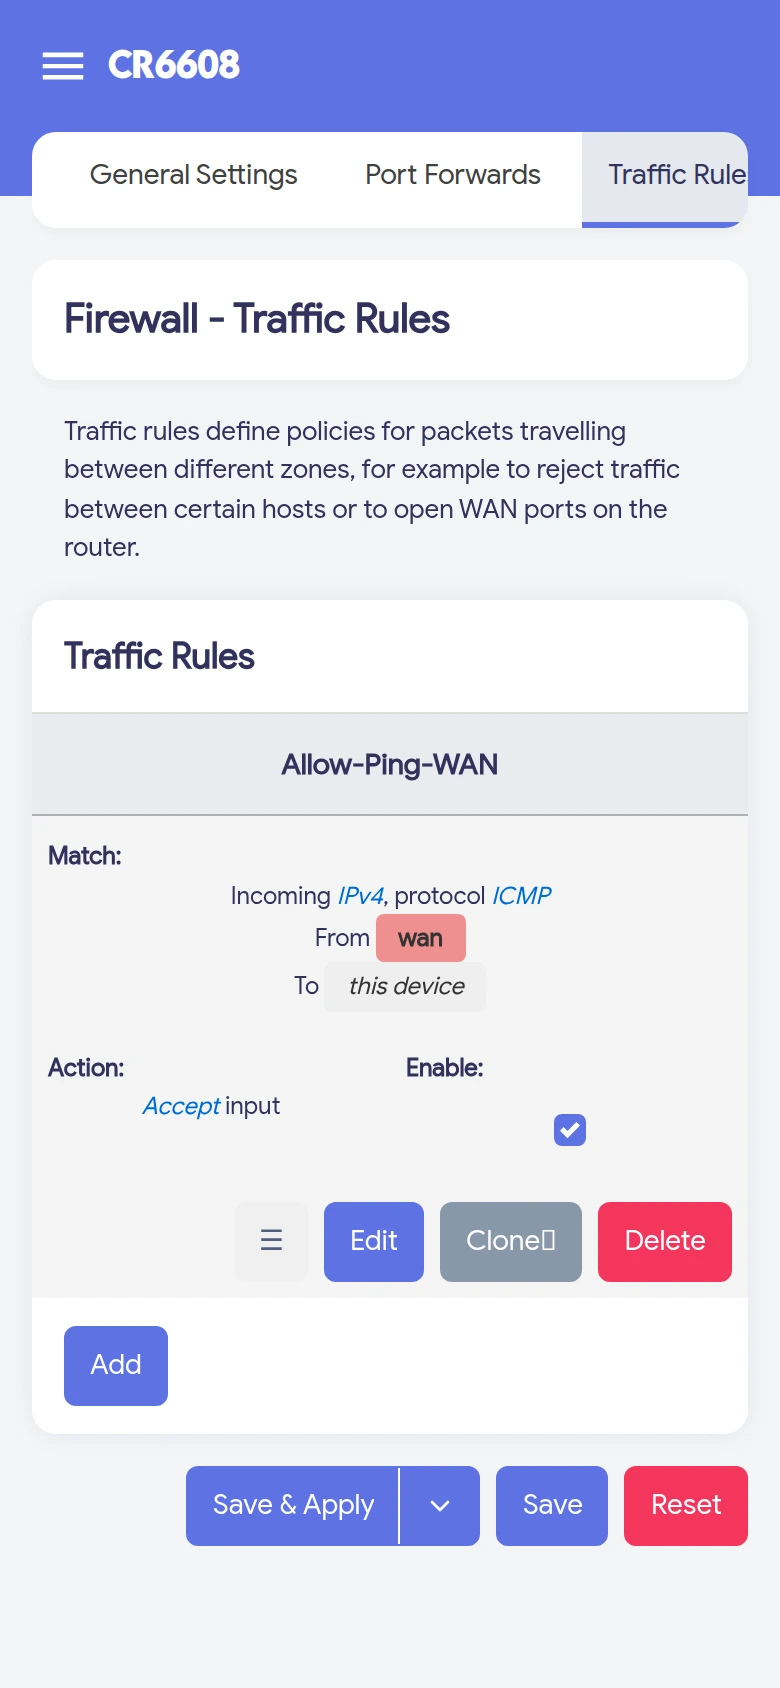 CR6608
General Settings
Port Forwards
Traffic Rule
Firewall - Traffic Rules
Traffic rules define policies for packets travelling
between different zones, for example to reject traffic
between certain hosts or to open WAN ports on the
router.
Traffic Rules
Allow-Ping-WAN
Match:
Incoming IPv4, protocol ICMP
From wan
To this device
Action:
Enable:
Accept input
☰ Edit Clone Delete
Add
Save & Apply
Save
Reset